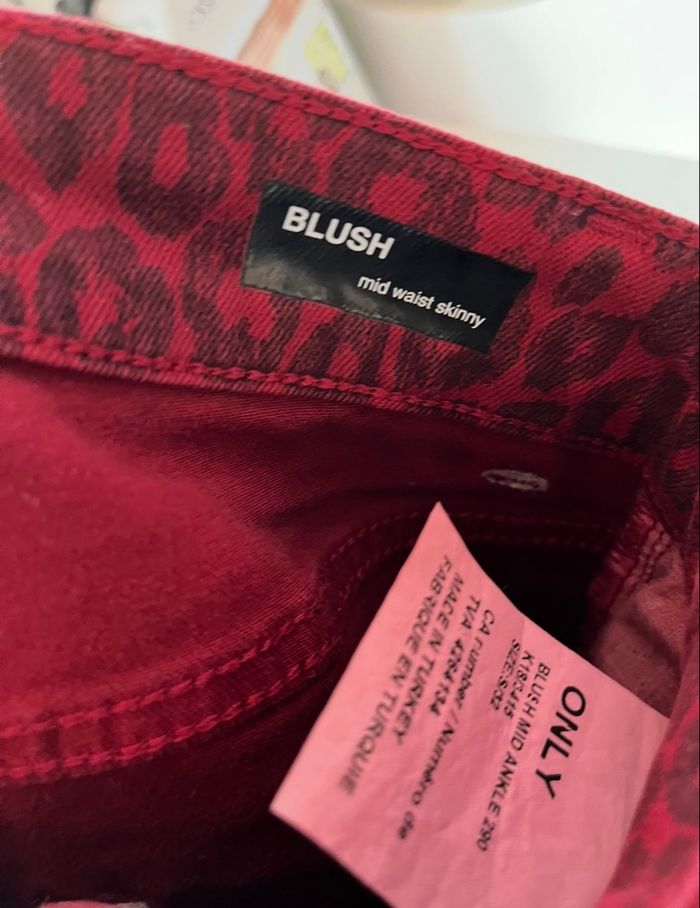 BLUSH
mid waist skinny
ONLY
BLUSH MID ANKLE 290
SIZE:S/32
CA number / Numéro de
TVA
MADE IN TURKEY
FABRIQUE EN TURQUIE